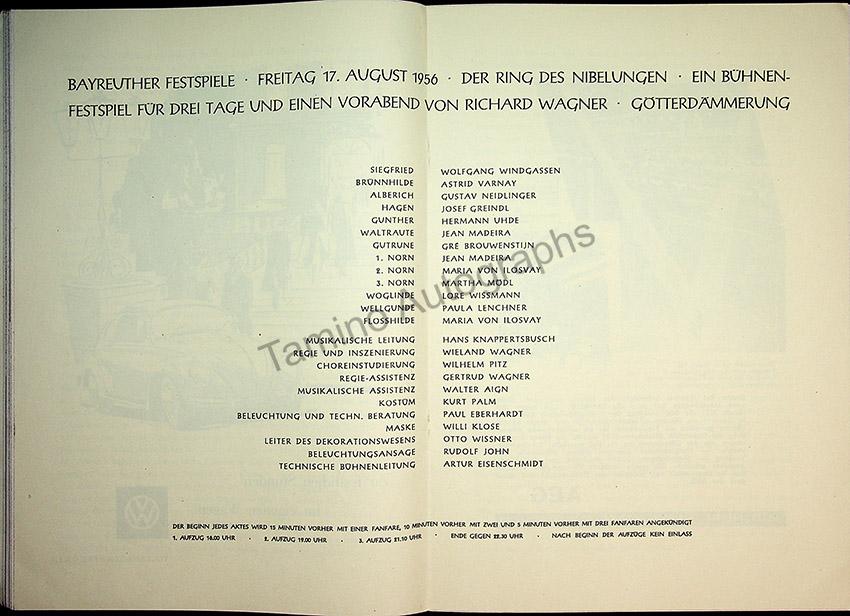 BAYREUTHER FESTSPIELE · FREITAG 17. AUGUST 1956 · DER RING DES NIBELUNGEN · EIN BÜHNEN-
FESTSPIEL FÜR DREI TAGE UND EINEN VORABEND VON RICHARD WAGNER · GÖTTERDÄMMERUNG
SIEGFRIED WOLFGANG WINDGASSEN
BRÜNNHILDE ASTRID VARNAY
ALBERICH GUSTAV NEIDLINGER
HAGEN JOSEF GREINDL
GUNTHER HERMANN UHDE
WALTRAUTE JEAN MADEIRA
GUTRUNE GRÉ BROUWENSTIJN
1. NORN JEAN MADEIRA
2. NORN MARIA VON ILOSVAY
3. NORN MARTHA MÖDL
WOGLINDE LORE WISSMANN
WELLGUNDE PAULA LENCHNER
FLOSSHILDE MARIA VON ILOSVAY
MUSIKALISCHE LEITUNG HANS KNAPPERTSBUSCH
REGIE UND INSZENIERUNG WIELAND WAGNER
CHOREINSTUDIERUNG WILHELM PITZ
REGIE-ASSISTENZ GERTRUD WAGNER
MUSIKALISCHE ASSISTENZ WALTER AIGN
KOSTÜM KURT PALM
BELEUCHTUNG UND TECHN. BERATUNG PAUL EBERHARDT
MASKE WILLI KLOSE
LEITER DES DEKORATIONSWESENS OTTO WISSNER
BELEUCHTUNGSANSAGE RUDOLF JOHN
TECHNISCHE BÜHNENLEITUNG ARTUR EISENSCHMIDT
DER BEGINN JEDES AKTES WIRD 15 MINUTEN VORHER MIT EINER FANFARE, 10 MINUTEN VORHER MIT ZWEI UND 5 MINUTEN VORHER MIT DREI FANFAREN ANGEKÜNDIGT
1. AUFZUG 16.00 UHR · 2. AUFZUG 19.00 UHR · 3. AUFZUG 21.10 UHR · ENDE GEGEN 22.30 UHR · NACH BEGINN DER AUFZÜGE KEIN EINLASS
Tamino Autographs